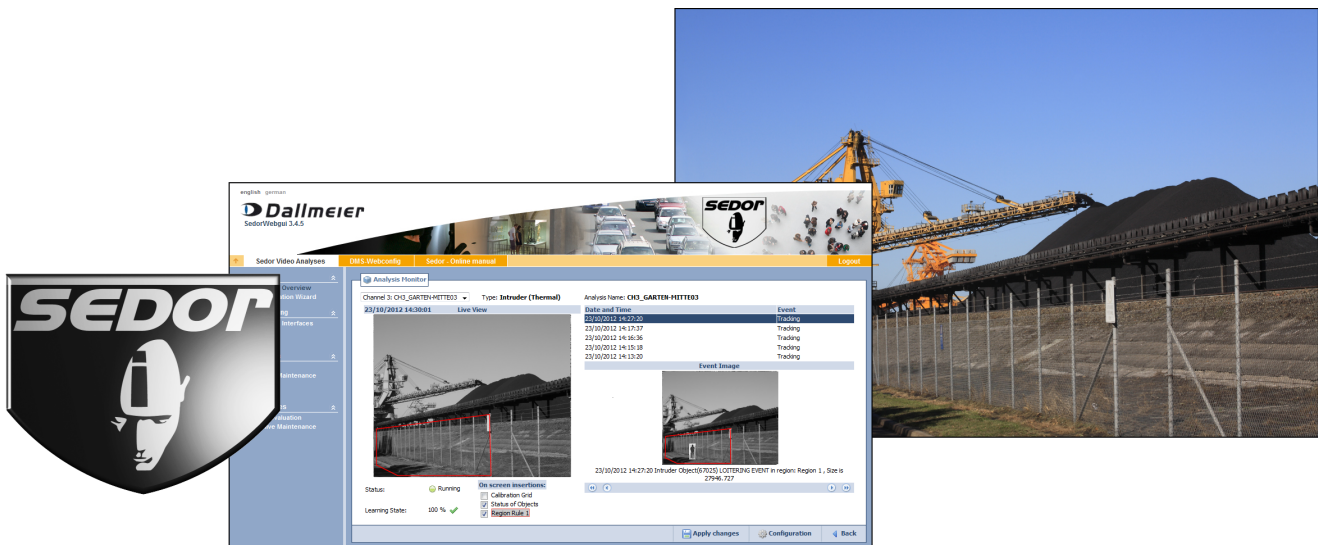 SEDOR
english german
Dallmeier
SedorWebgui 3.4.5
SEDOR
Sedor Video Analyses DMS-Webconfig Sedor - Online manual Logout
Overview
Wizard
Interfaces
Maintenance
Maintenance
Analysis Monitor
Channel 3: CH3_GARTEN-MITTE03 Type: Intruder (Thermal) Analysis Name: CH3_GARTEN-MITTE03
23/10/2012 14:30:01 Live View
Date and Time Event
23/10/2012 14:27:20 Tracking
23/10/2012 14:17:37 Tracking
23/10/2012 14:16:36 Tracking
23/10/2012 14:15:18 Tracking
23/10/2012 14:13:20 Tracking
Event Image
23/10/2012 14:27:20 Intruder Object(67025) LOITERING EVENT in region: Region 1 , Size is
27946.727
Status: Running
Learning State: 100 %
On screen insertions:
Calibration Grid
Status of Objects
Region Rule 1
Apply changes Configuration Back